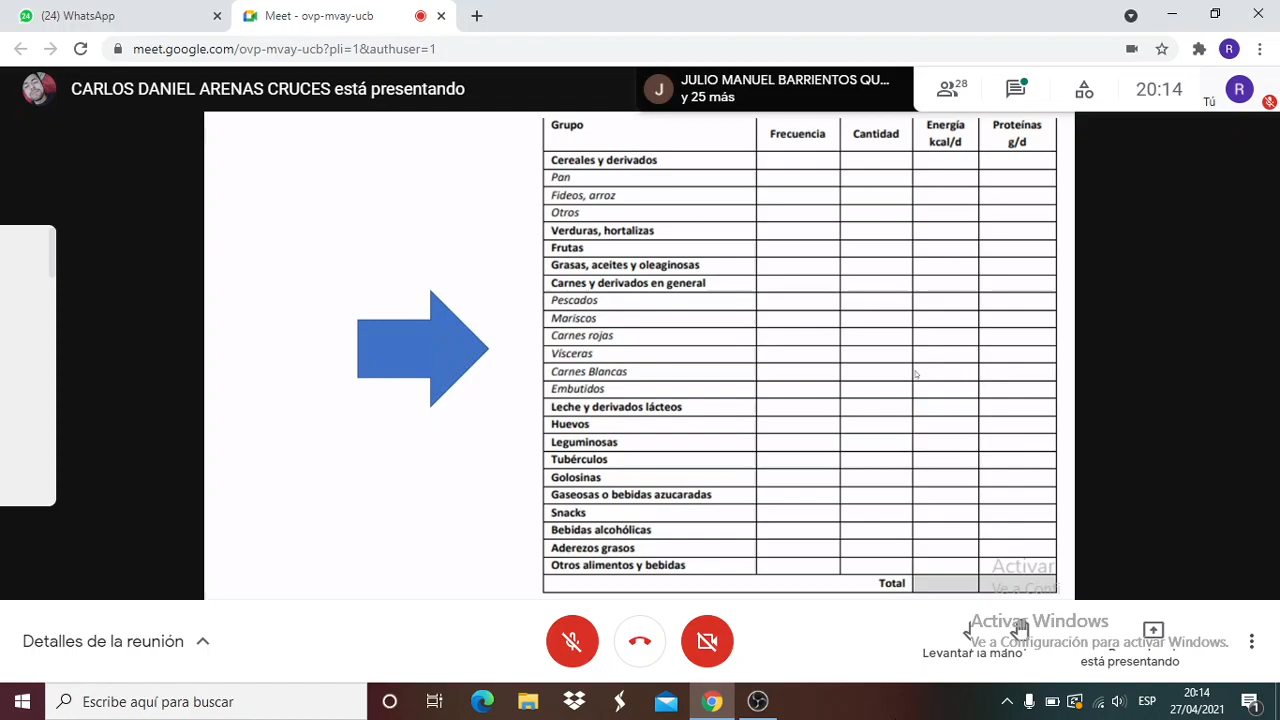 (24) WhatsApp
Meet - ovp-mvay-ucb
meet.google.com/ovp-mvay-ucb?pli=1&authuser=1
R
CARLOS DANIEL ARENAS CRUCES está presentando
J
JULIO MANUEL BARRIENTOS QU...
y 25 más
28
20:14
Tú
R
Grupo Frecuencia Cantidad Energía kcal/d Proteínas g/d
Cereales y derivados
Pan
Fideos, arroz
Otros
Verduras, hortalizas
Frutas
Grasas, aceites y oleaginosas
Carnes y derivados en general
Pescados
Mariscos
Carnes rojas
Vísceras
Carnes Blancas
Embutidos
Leche y derivados lácteos
Huevos
Leguminosas
Tubérculos
Golosinas
Gaseosas o bebidas azucaradas
Snacks
Bebidas alcohólicas
Aderezos grasos
Otros alimentos y bebidas
Total
Activar
Ve a Confi
Detalles de la reunión
Activar Windows
Ve a Configuración para activar Windows.
Levantar la mano
está presentando
Escribe aquí para buscar
ESP
20:14
27/04/2021